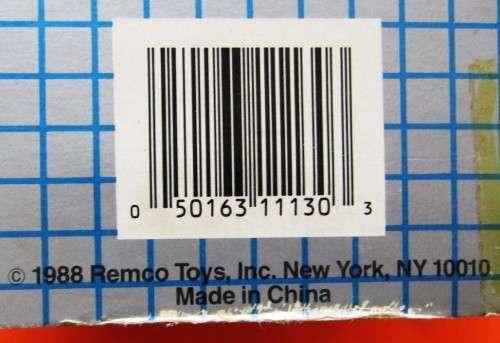 0 50163 11130 3
© 1988 Remco Toys, Inc. New York, NY 10010
Made in China